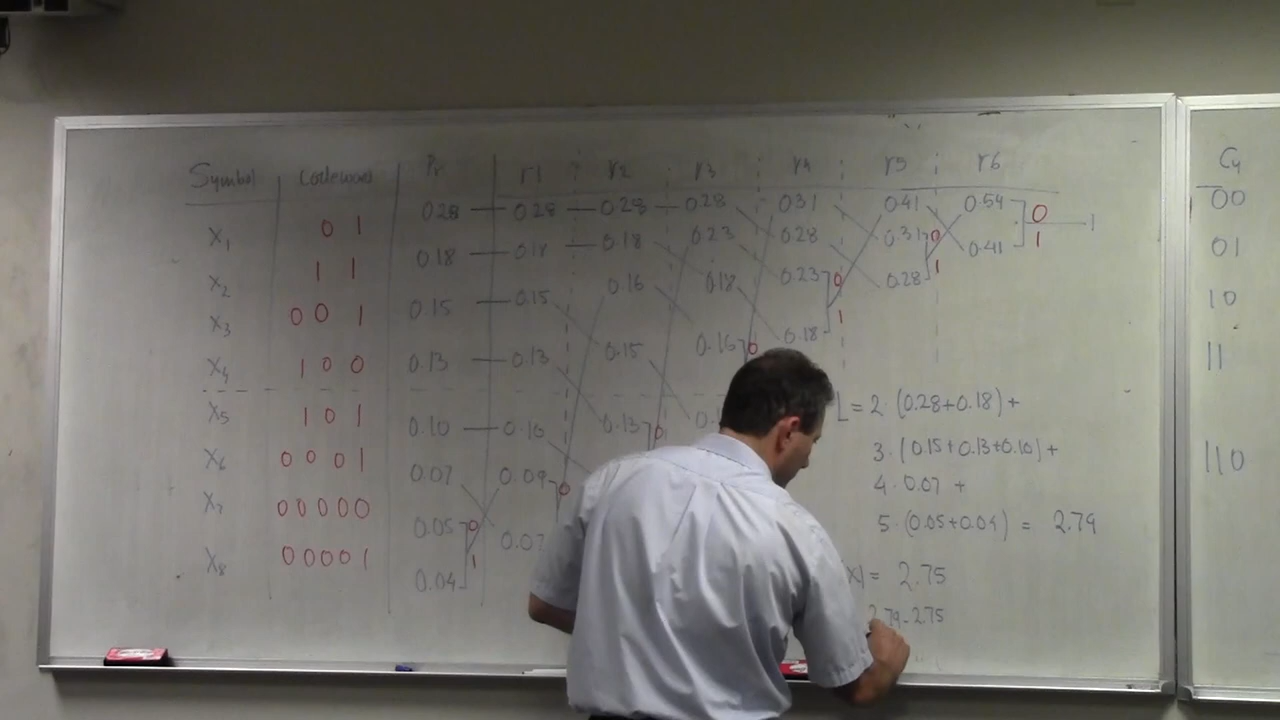 Symbol Codeword Pr r1 r2 r3 r4 r5 r6
X1 0 1 0.28 0.28 0.28 0.28 0.31 0.41 0.54 0 1
X2 1 1 0.18 0.18 0.18 0.23 0.28 0.31 0 0.41 1
X3 0 0 1 0.15 0.15 0.16 0.18 0.23 0 0.28 1
X4 1 0 0 0.13 0.13 0.15 0.16 0 0.18 1
X5 1 0 1 0.10 0.10 0.13 0
X6 0 0 0 1 0.07 0.09 0
X7 0 0 0 0 0 0.05 0 0.07
X8 0 0 0 0 1 0.04 1
L = 2 · (0.28+0.18) +
3 · (0.15+0.13+0.10) +
4 · 0.07 +
5 · (0.05+0.04) = 2.79
= 2.75
2.79-2.75
C4
00
01
10
11
110